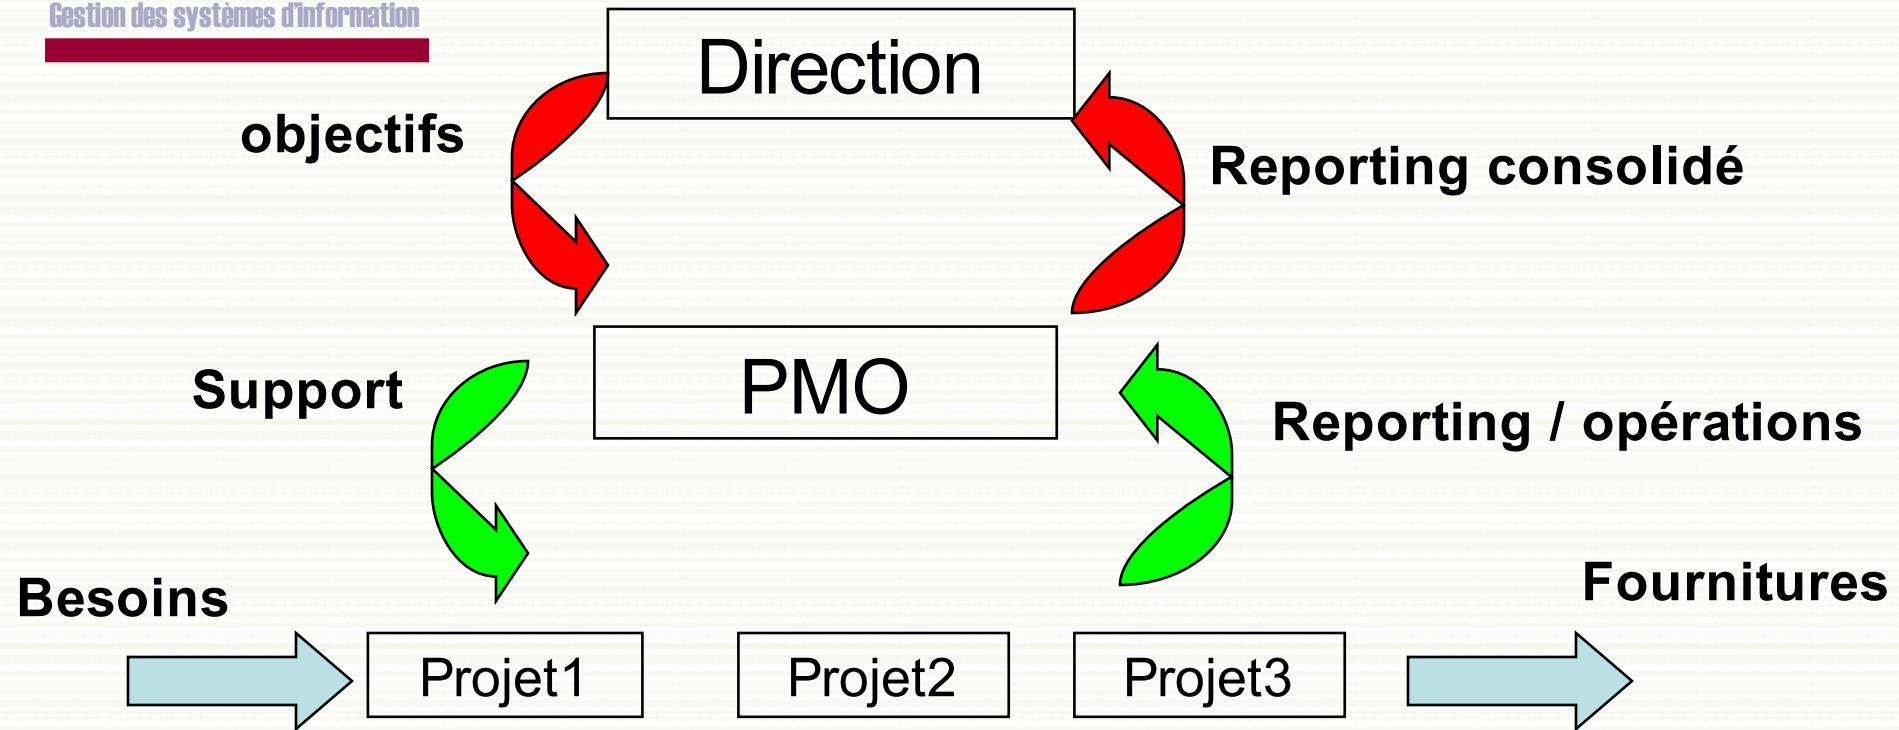 Gestion des systèmes d'information
Direction
objectifs
Reporting consolidé
PMO
Support
Reporting / opérations
Besoins
Fournitures
Projet1
Projet2
Projet3